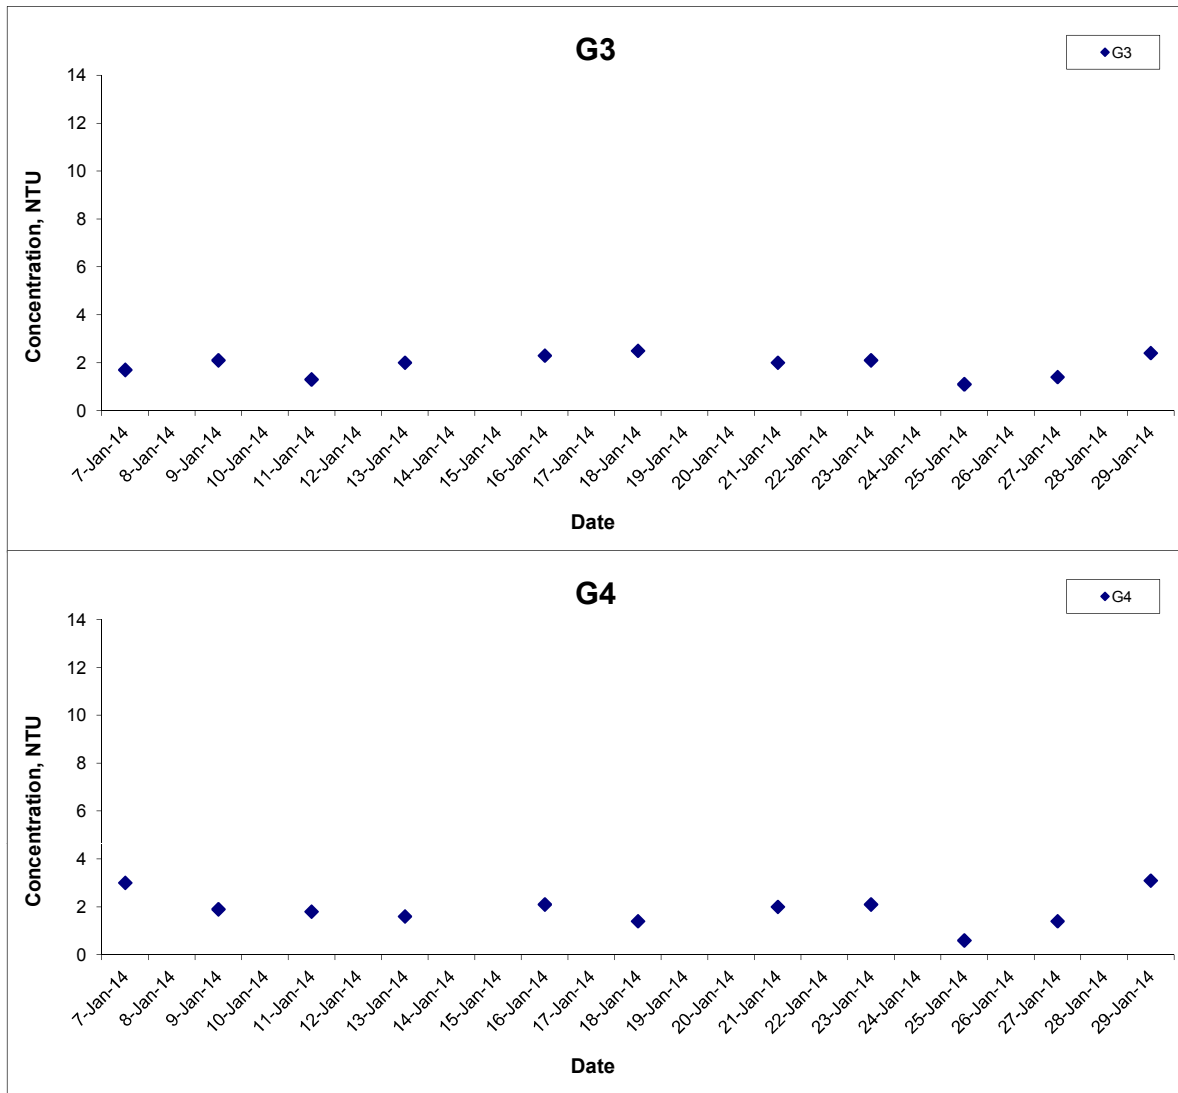 G3
G3
14
12
10
8
6
4
2
0
Concentration, NTU
7-Jan-14
8-Jan-14
9-Jan-14
10-Jan-14
11-Jan-14
12-Jan-14
13-Jan-14
14-Jan-14
15-Jan-14
16-Jan-14
17-Jan-14
18-Jan-14
19-Jan-14
20-Jan-14
21-Jan-14
22-Jan-14
23-Jan-14
24-Jan-14
25-Jan-14
26-Jan-14
27-Jan-14
28-Jan-14
29-Jan-14
Date
G4
G4
14
12
10
8
6
4
2
0
Concentration, NTU
7-Jan-14
8-Jan-14
9-Jan-14
10-Jan-14
11-Jan-14
12-Jan-14
13-Jan-14
14-Jan-14
15-Jan-14
16-Jan-14
17-Jan-14
18-Jan-14
19-Jan-14
20-Jan-14
21-Jan-14
22-Jan-14
23-Jan-14
24-Jan-14
25-Jan-14
26-Jan-14
27-Jan-14
28-Jan-14
29-Jan-14
Date